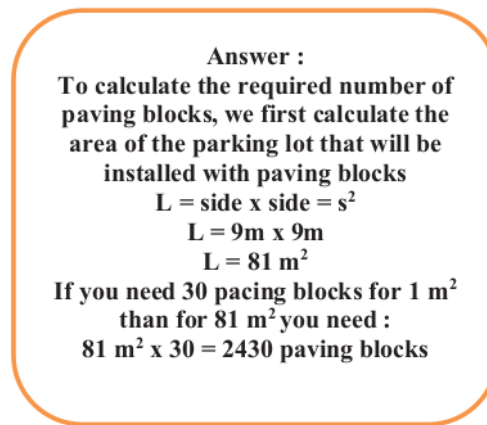 Answer :
To calculate the required number of
paving blocks, we first calculate the
area of the parking lot that will be
installed with paving blocks
L = side x side = s²
L = 9m x 9m
L = 81 m²
If you need 30 pacing blocks for 1 m²
than for 81 m² you need :
81 m² x 30 = 2430 paving blocks